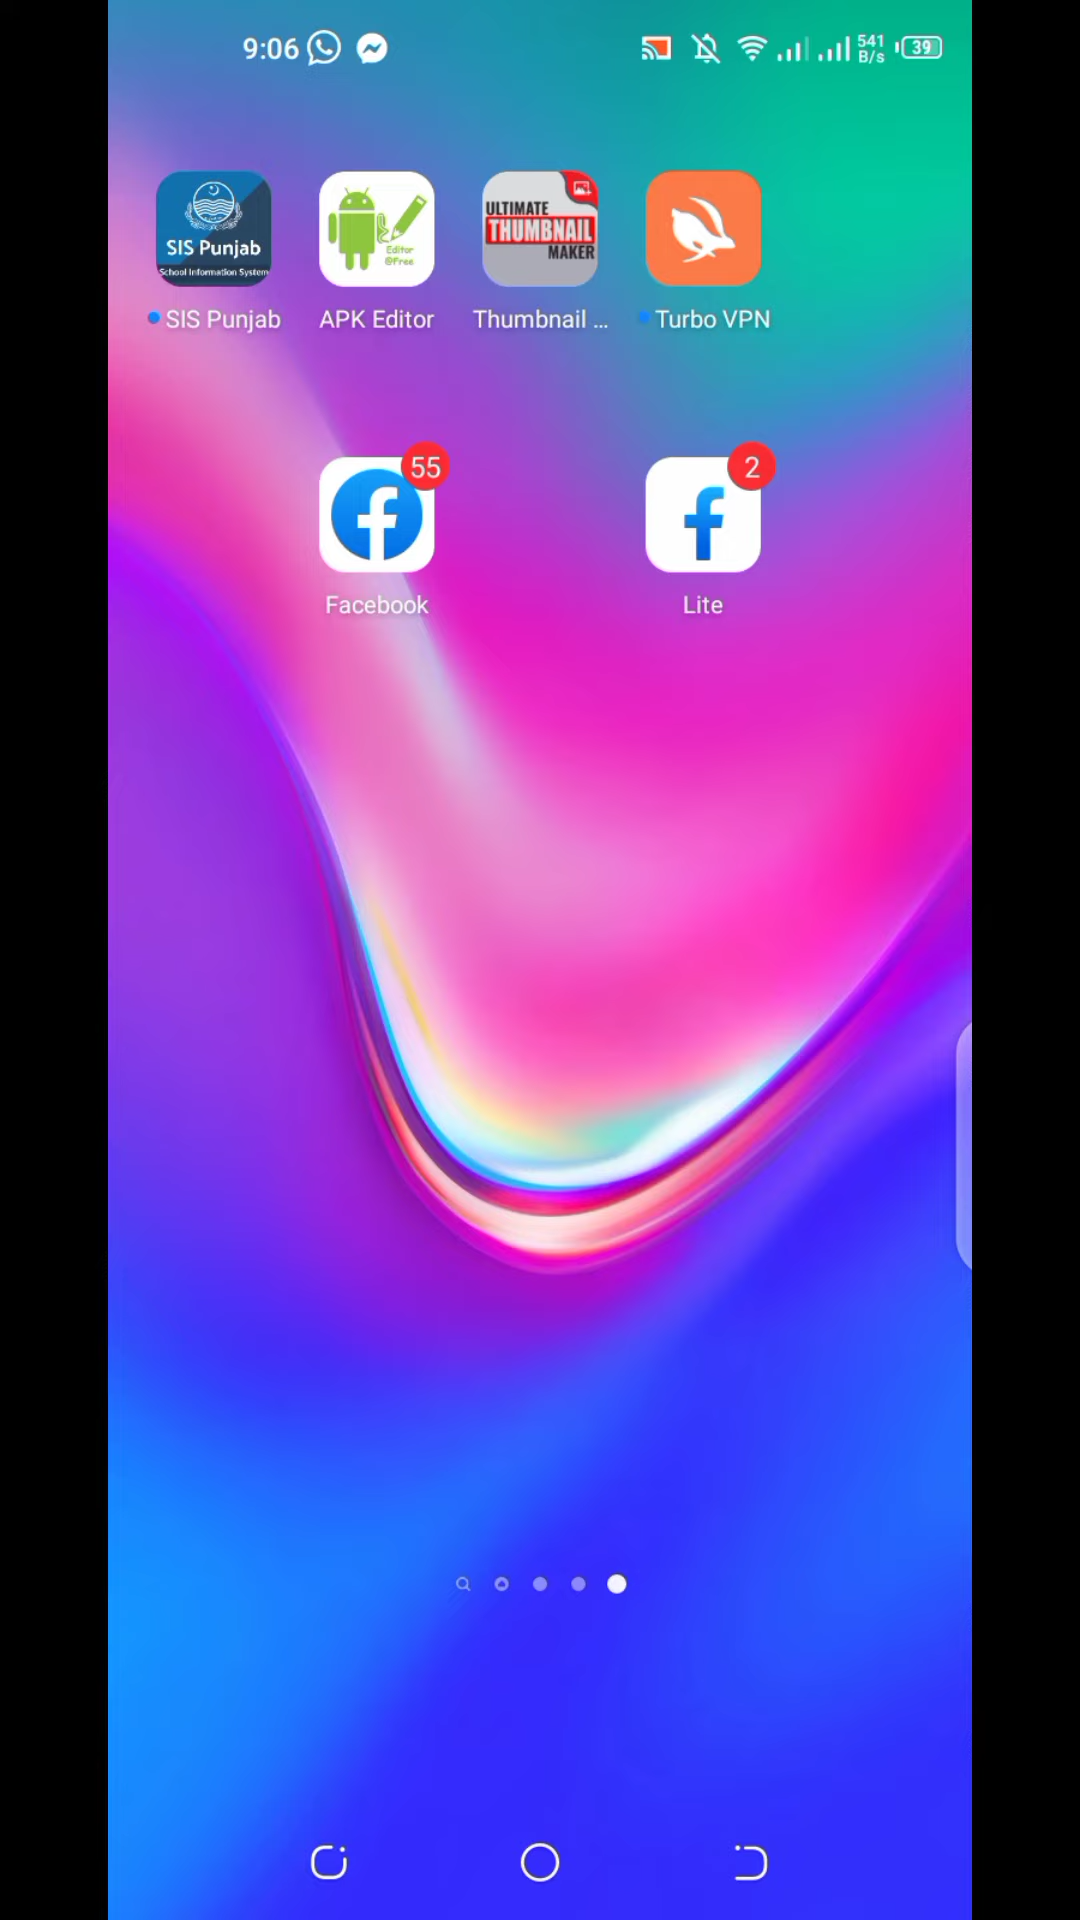 9:06
541
B/s
39
SIS Punjab
School Information System
Editor
@Free
ULTIMATE
THUMBNAIL
MAKER
SIS Punjab
APK Editor
Thumbnail ...
Turbo VPN
55
2
Facebook
Lite